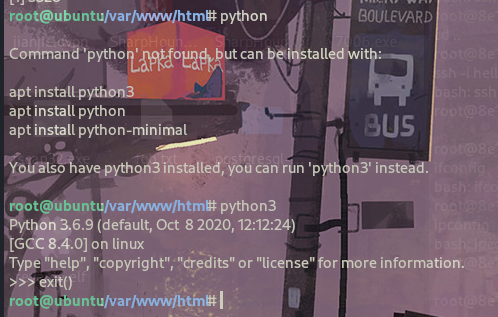 root@ubuntu:/var/www/html# python
Command 'python' not found, but can be installed with:
apt install python3
apt install python
apt install python-minimal
You also have python3 installed, you can run 'python3' instead.
root@ubuntu:/var/www/html# python3
Python 3.6.9 (default, Oct  8 2020, 12:12:24)
[GCC 8.4.0] on linux
Type "help", "copyright", "credits" or "license" for more information.
>>> exit()
root@ubuntu:/var/www/html#
BOULEVARD
BUS
Lapka Lapka